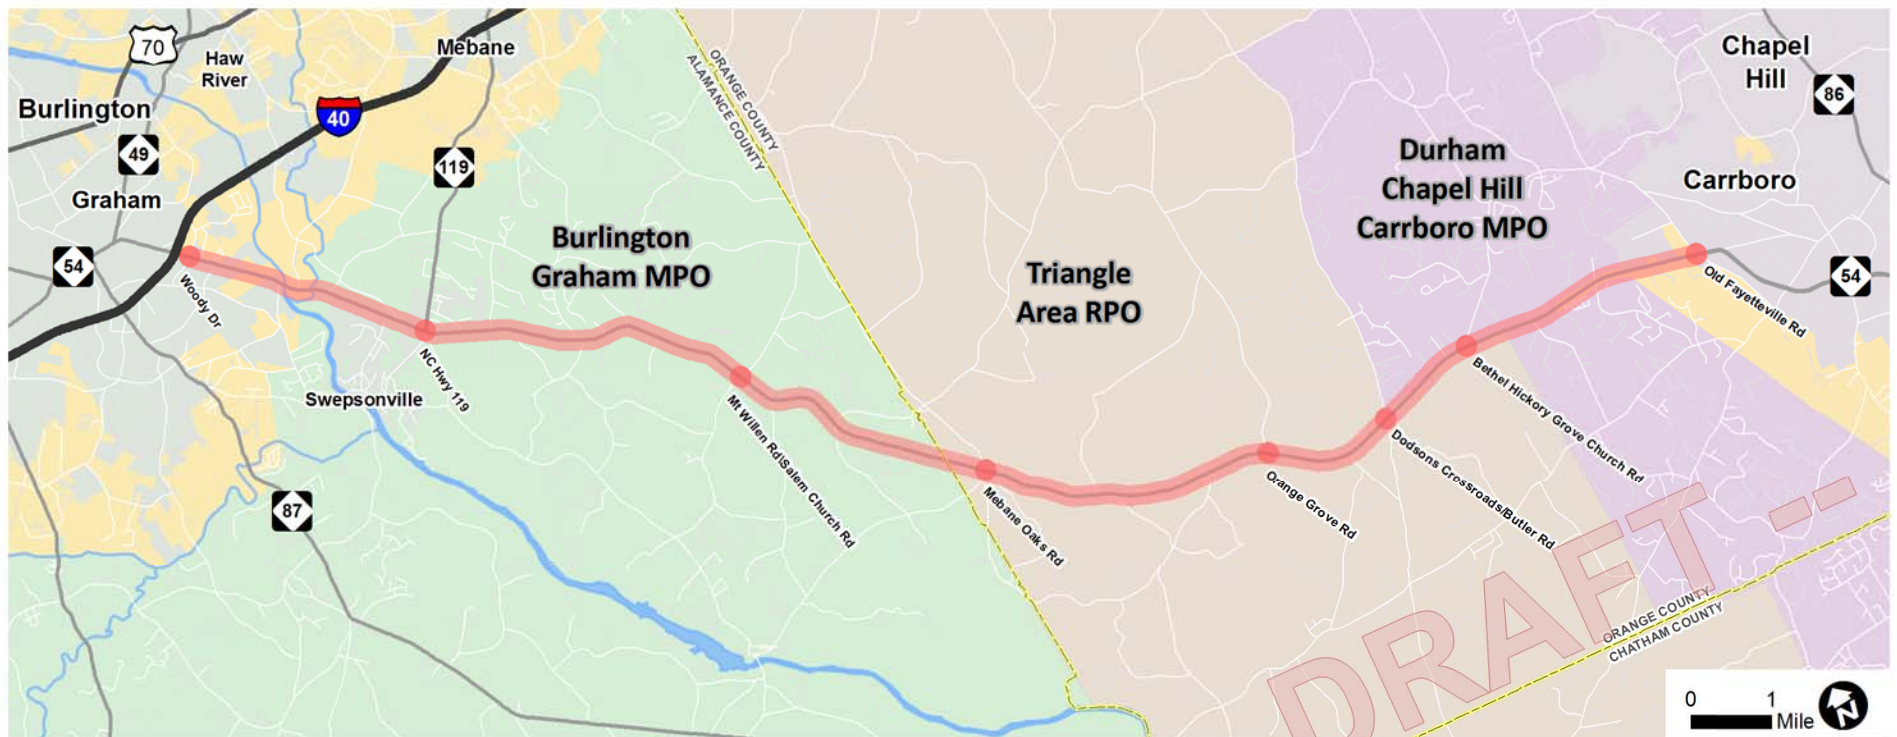 70
Haw
River
Mebane
Burlington
40
49
119
Graham
54
Woody Dr
NC Hwy 119
Swepsonville
87
Burlington
Graham MPO
Mt Willen Rd\Salem Church Rd
ORANGE COUNTY
ALAMANCE COUNTY
Triangle
Area RPO
Mebane Oaks Rd
Orange Grove Rd
Dodsons Crossroads/Butler Rd
Bethel Hickory Grove Church Rd
Durham
Chapel Hill
Carrboro MPO
Chapel
Hill
86
Carrboro
54
Old Fayetteville Rd
ORANGE COUNTY
CHATHAM COUNTY
DRAFT --
0 1
Mile
N